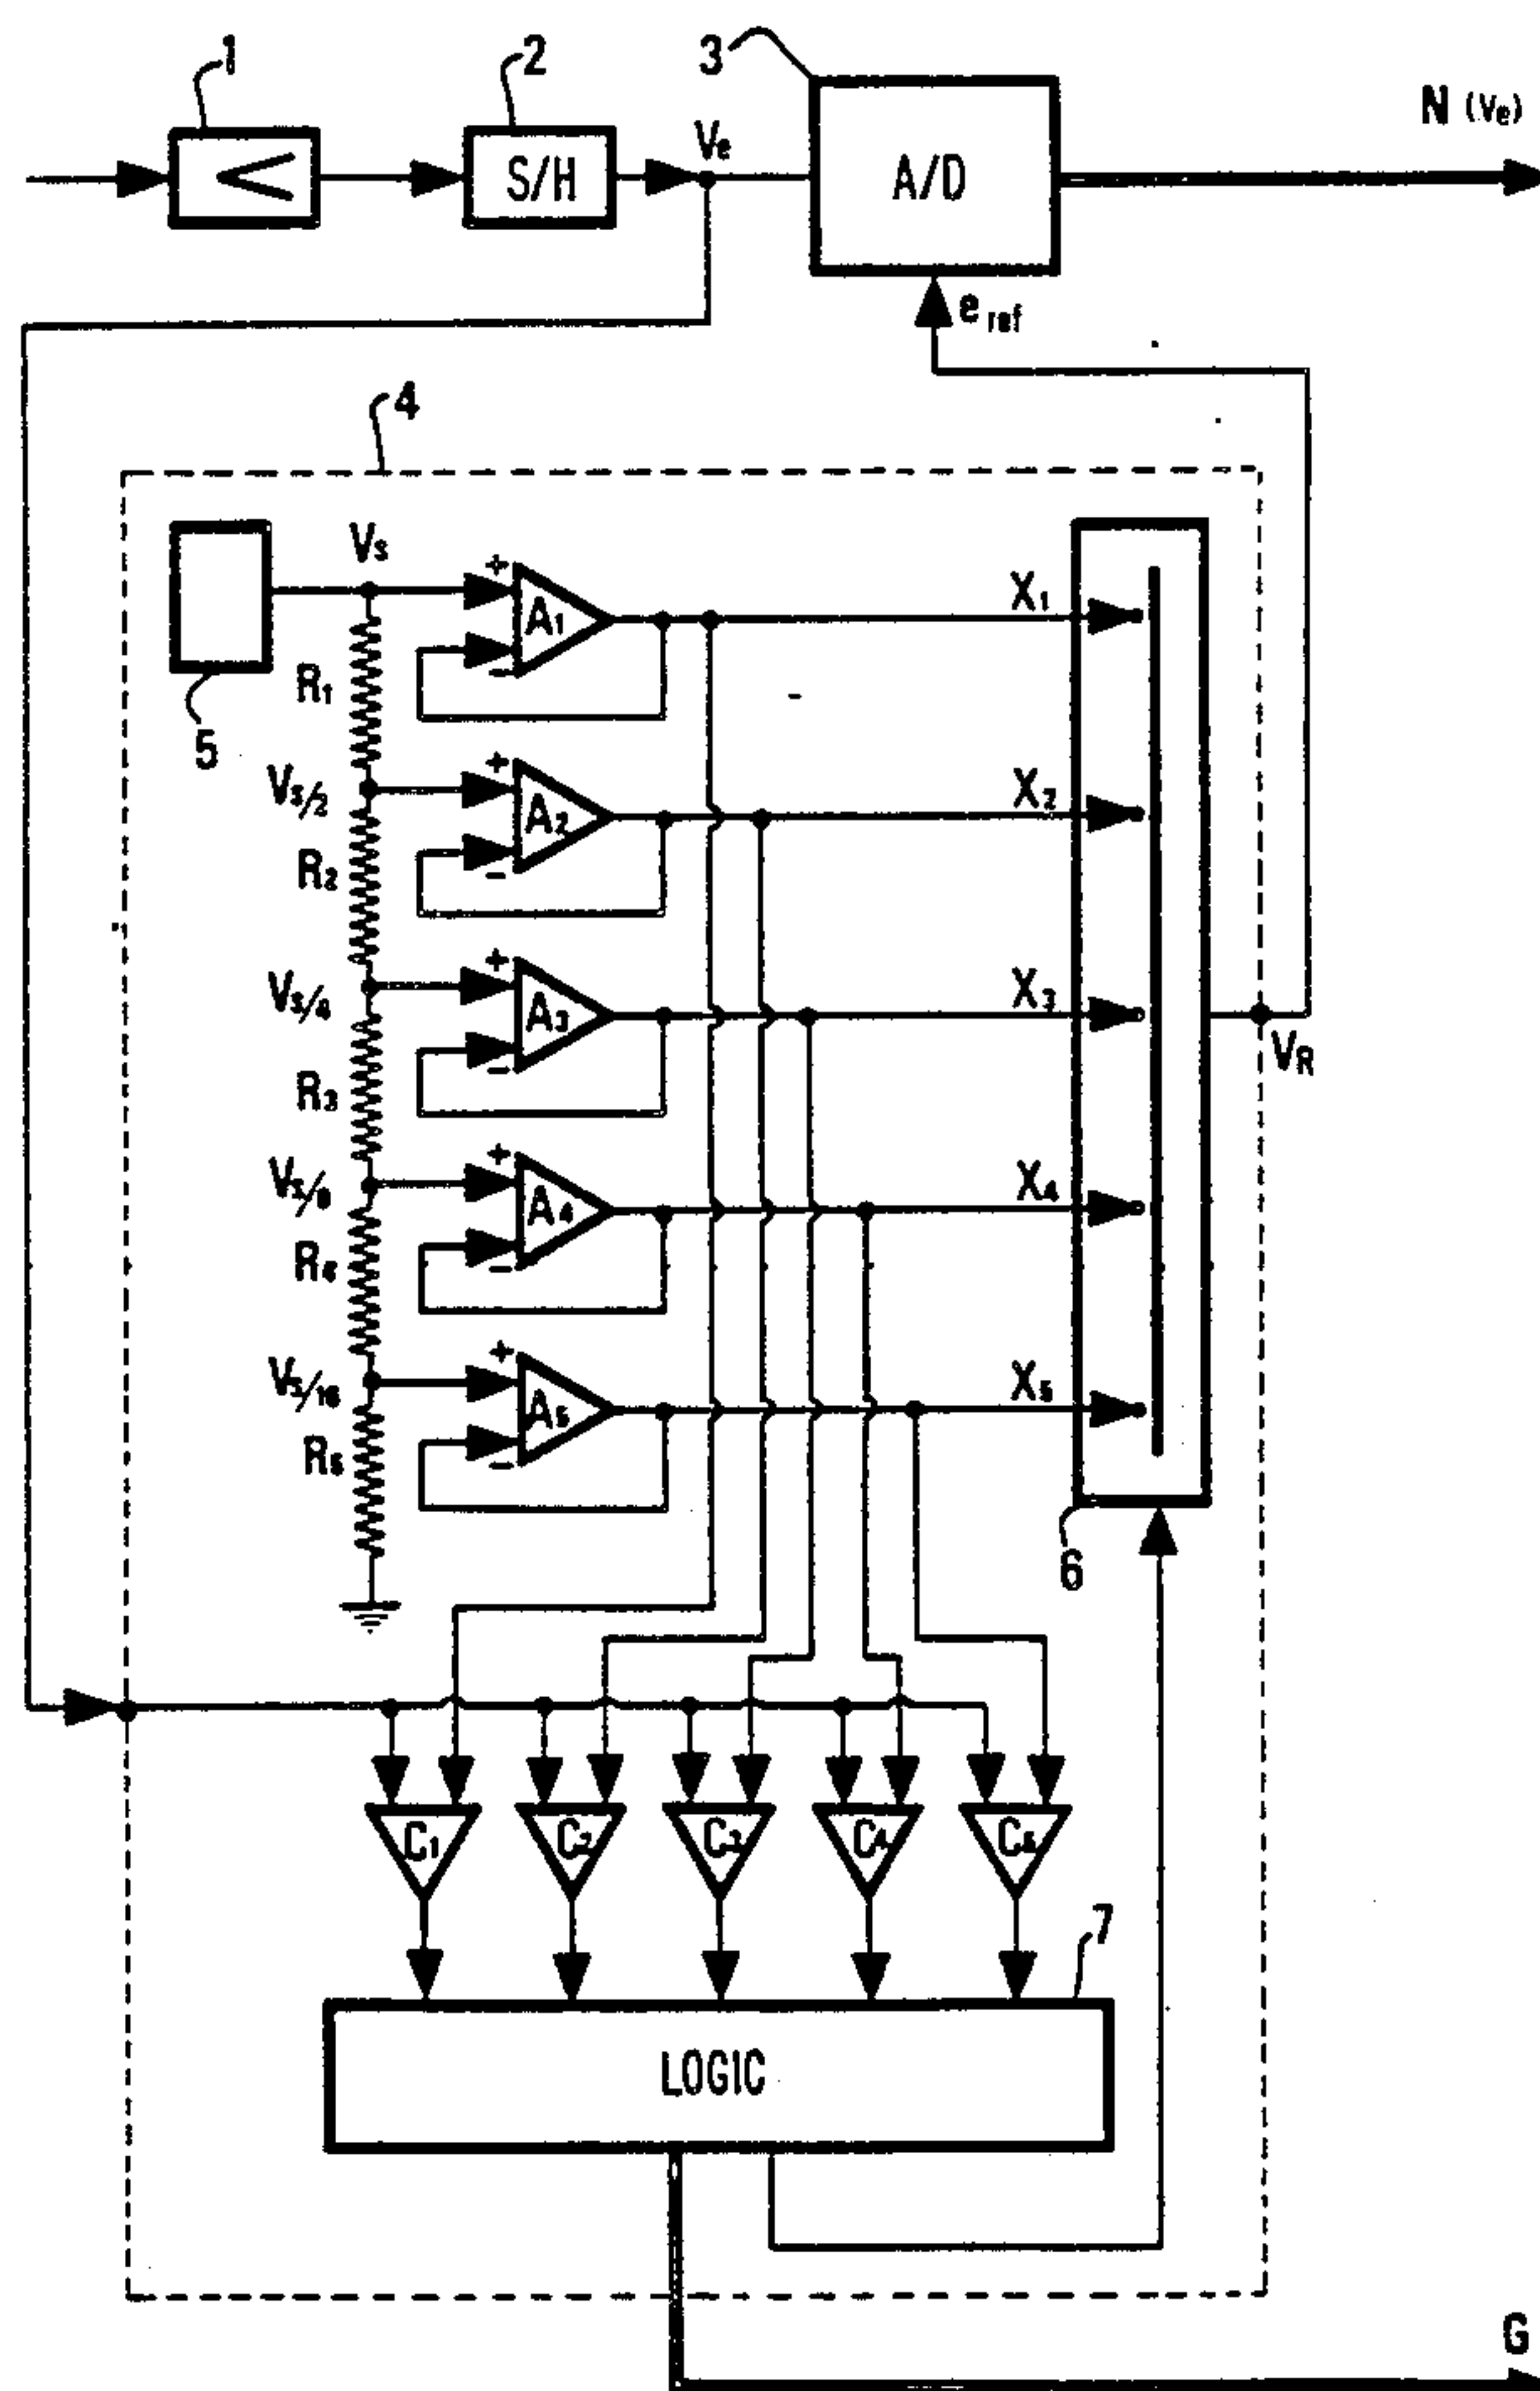 1
2
3
N (Ve)
Ve
S/H
A/D
e ref
4
Vs
+
A1
-
X1
R1
5
VS/2
+
A2
-
X2
R2
VS/4
+
A3
-
X3
VR
R3
VS/8
+
A4
-
X4
R4
VS/16
+
A5
-
X5
R5
6
C1
C2
C3
C4
C5
7
LOGIC
G